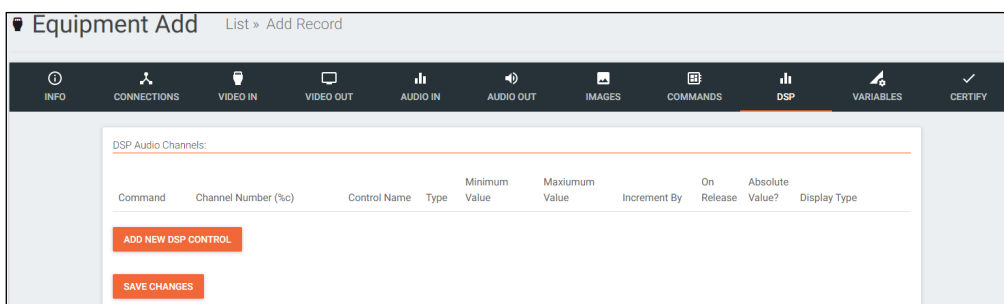 Equipment Add List » Add Record
INFO CONNECTIONS VIDEO IN VIDEO OUT AUDIO IN AUDIO OUT IMAGES COMMANDS DSP VARIABLES CERTIFY
DSP Audio Channels:
Command Channel Number (%c) Control Name Type Minimum Value Maxiumum Value Increment By On Release Absolute Value? Display Type
ADD NEW DSP CONTROL
SAVE CHANGES